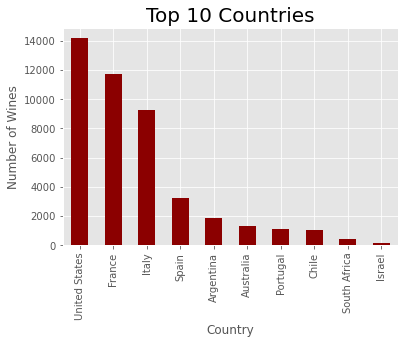 Top 10 Countries
Number of Wines
14000
12000
10000
8000
6000
4000
2000
0
United States
France
Italy
Spain
Argentina
Australia
Portugal
Chile
South Africa
Israel
Country